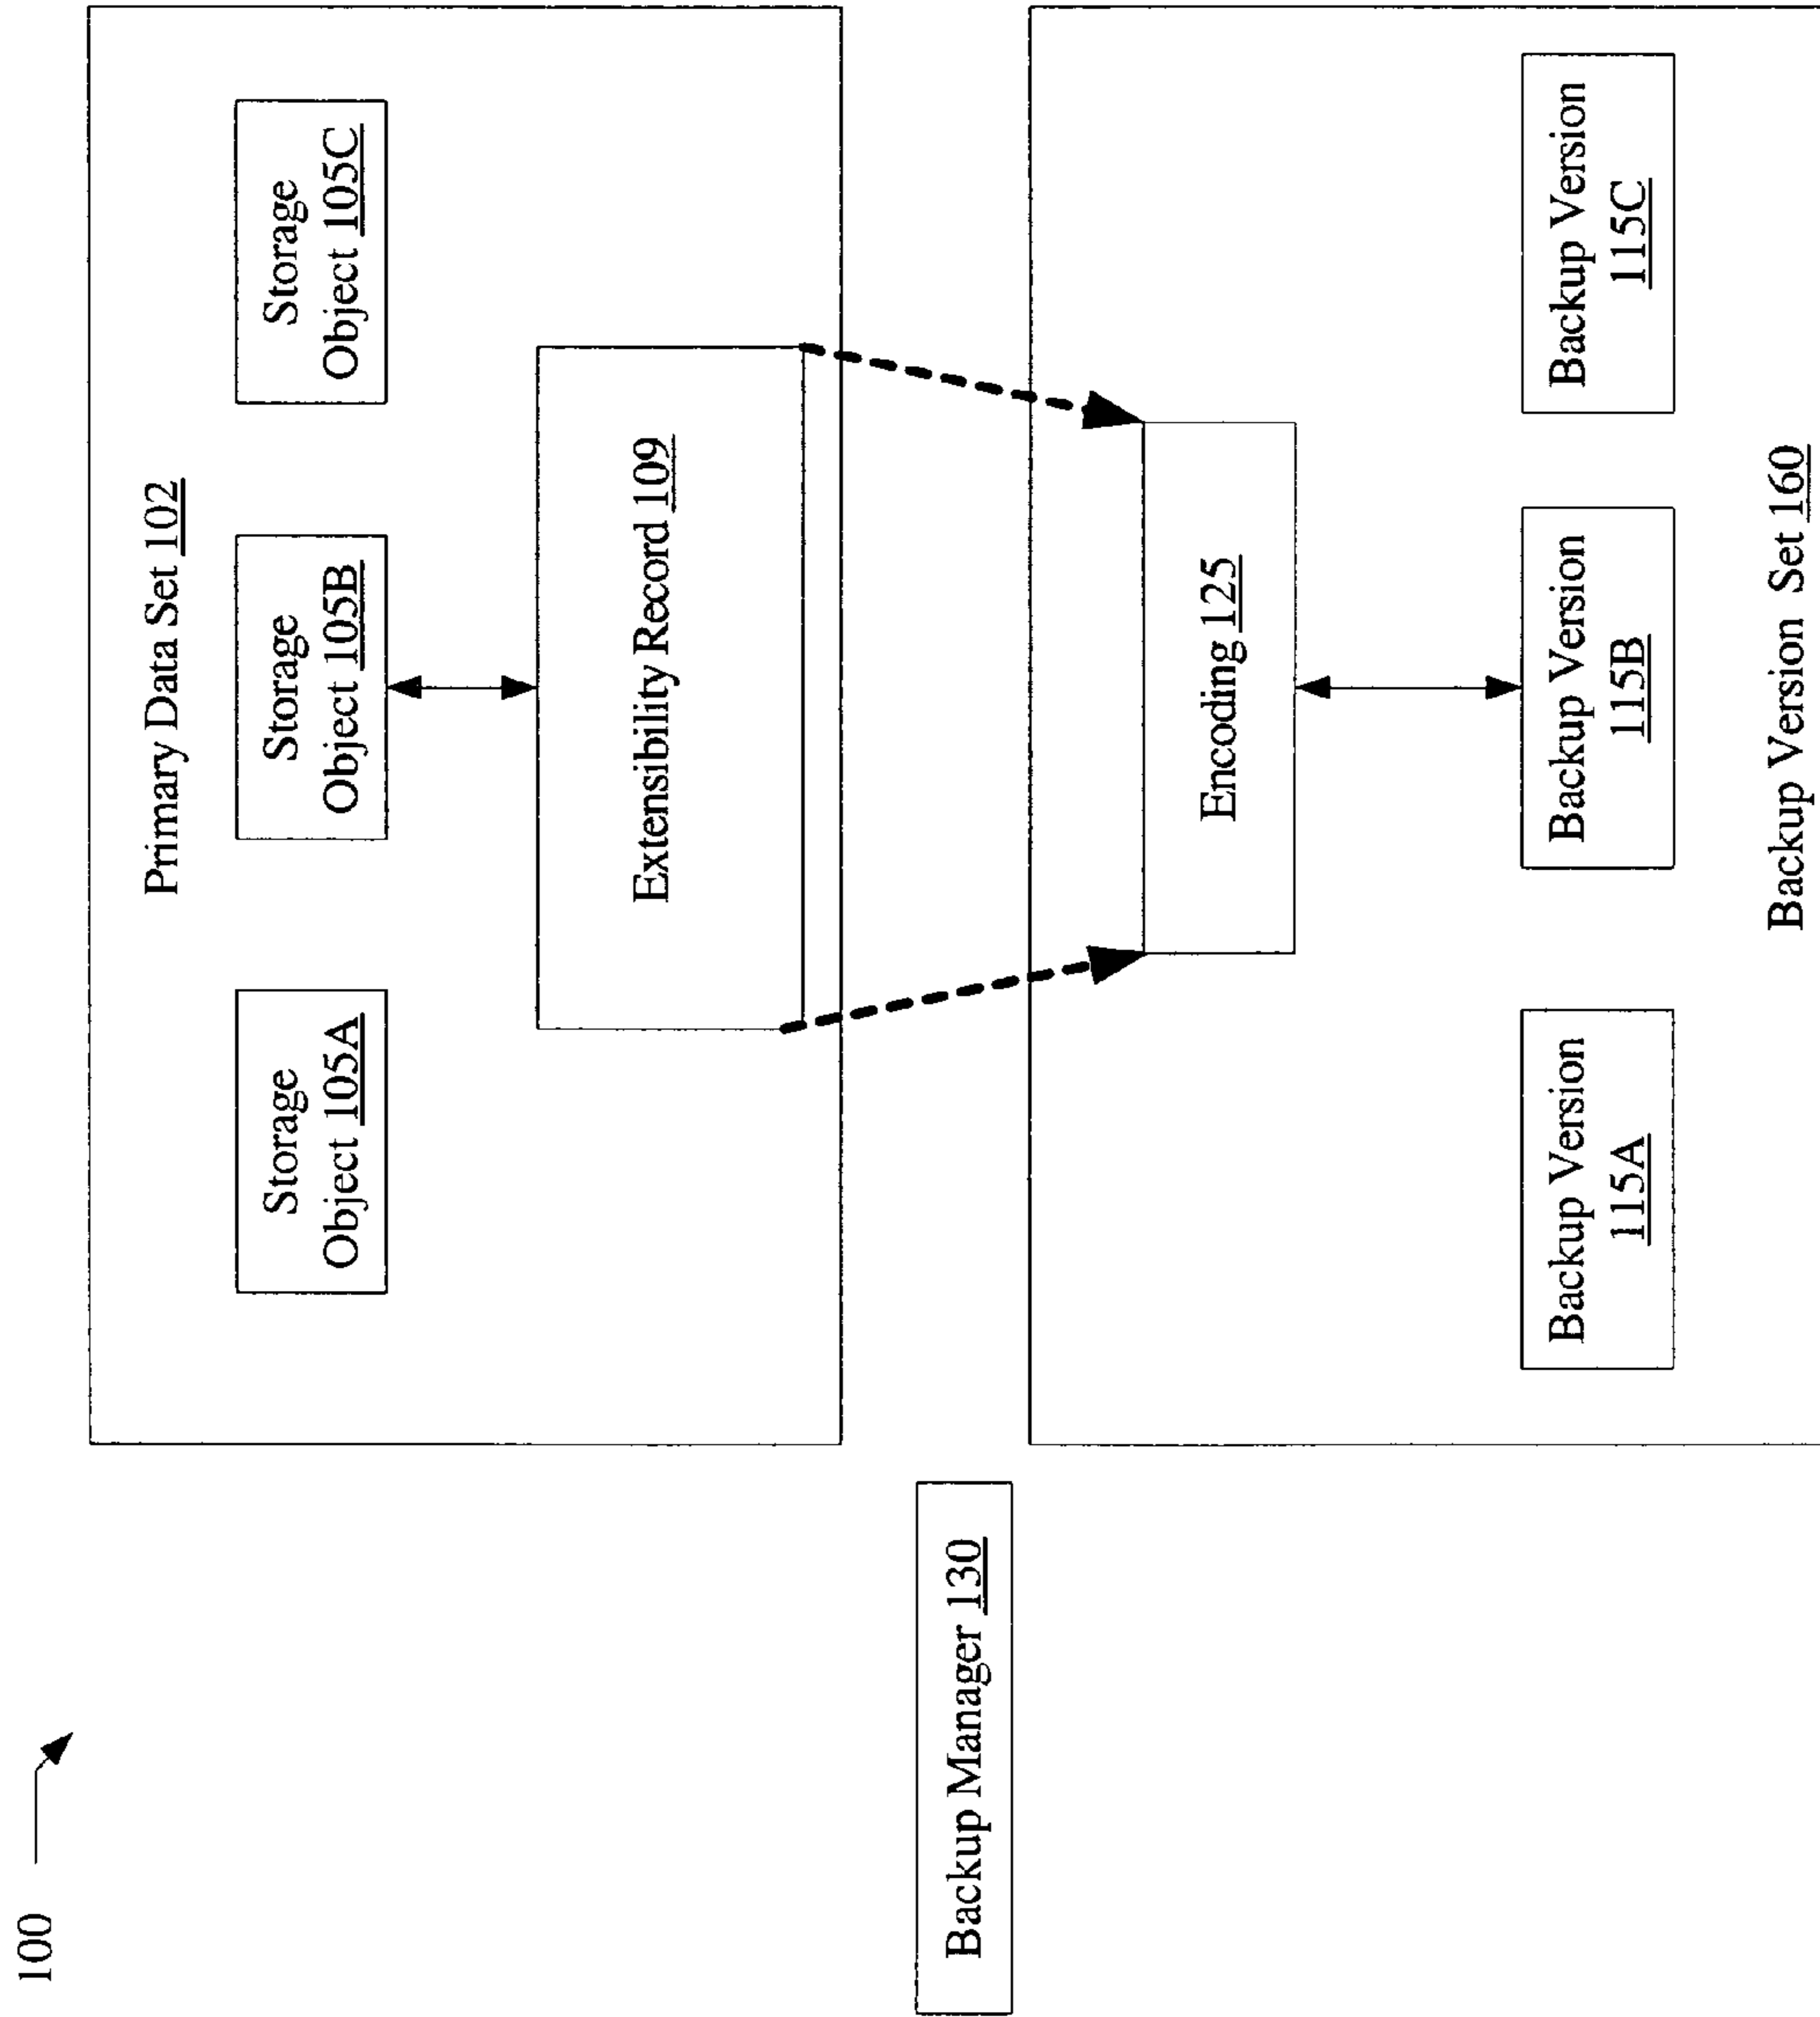 100
Primary Data Set 102
Storage
Object 105A
Storage
Object 105B
Storage
Object 105C
Extensibility Record 109
Backup Manager 130
Encoding 125
Backup Version
115A
Backup Version
115B
Backup Version
115C
Backup Version Set 160